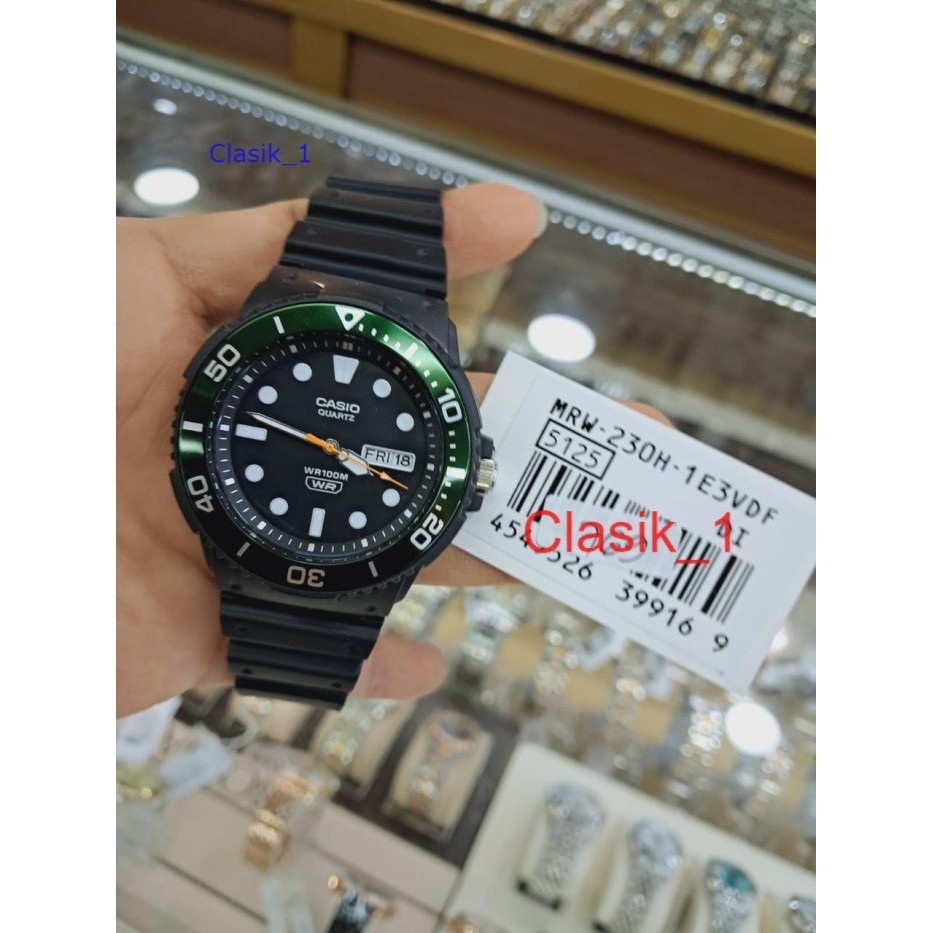 Clasik_1
50
10
CASIO
QUARTZ
FRI 18
WR100M
WR
40
20
30
MRW-230H-1E3VDF
5125
DI
Clasik_1
39916 9